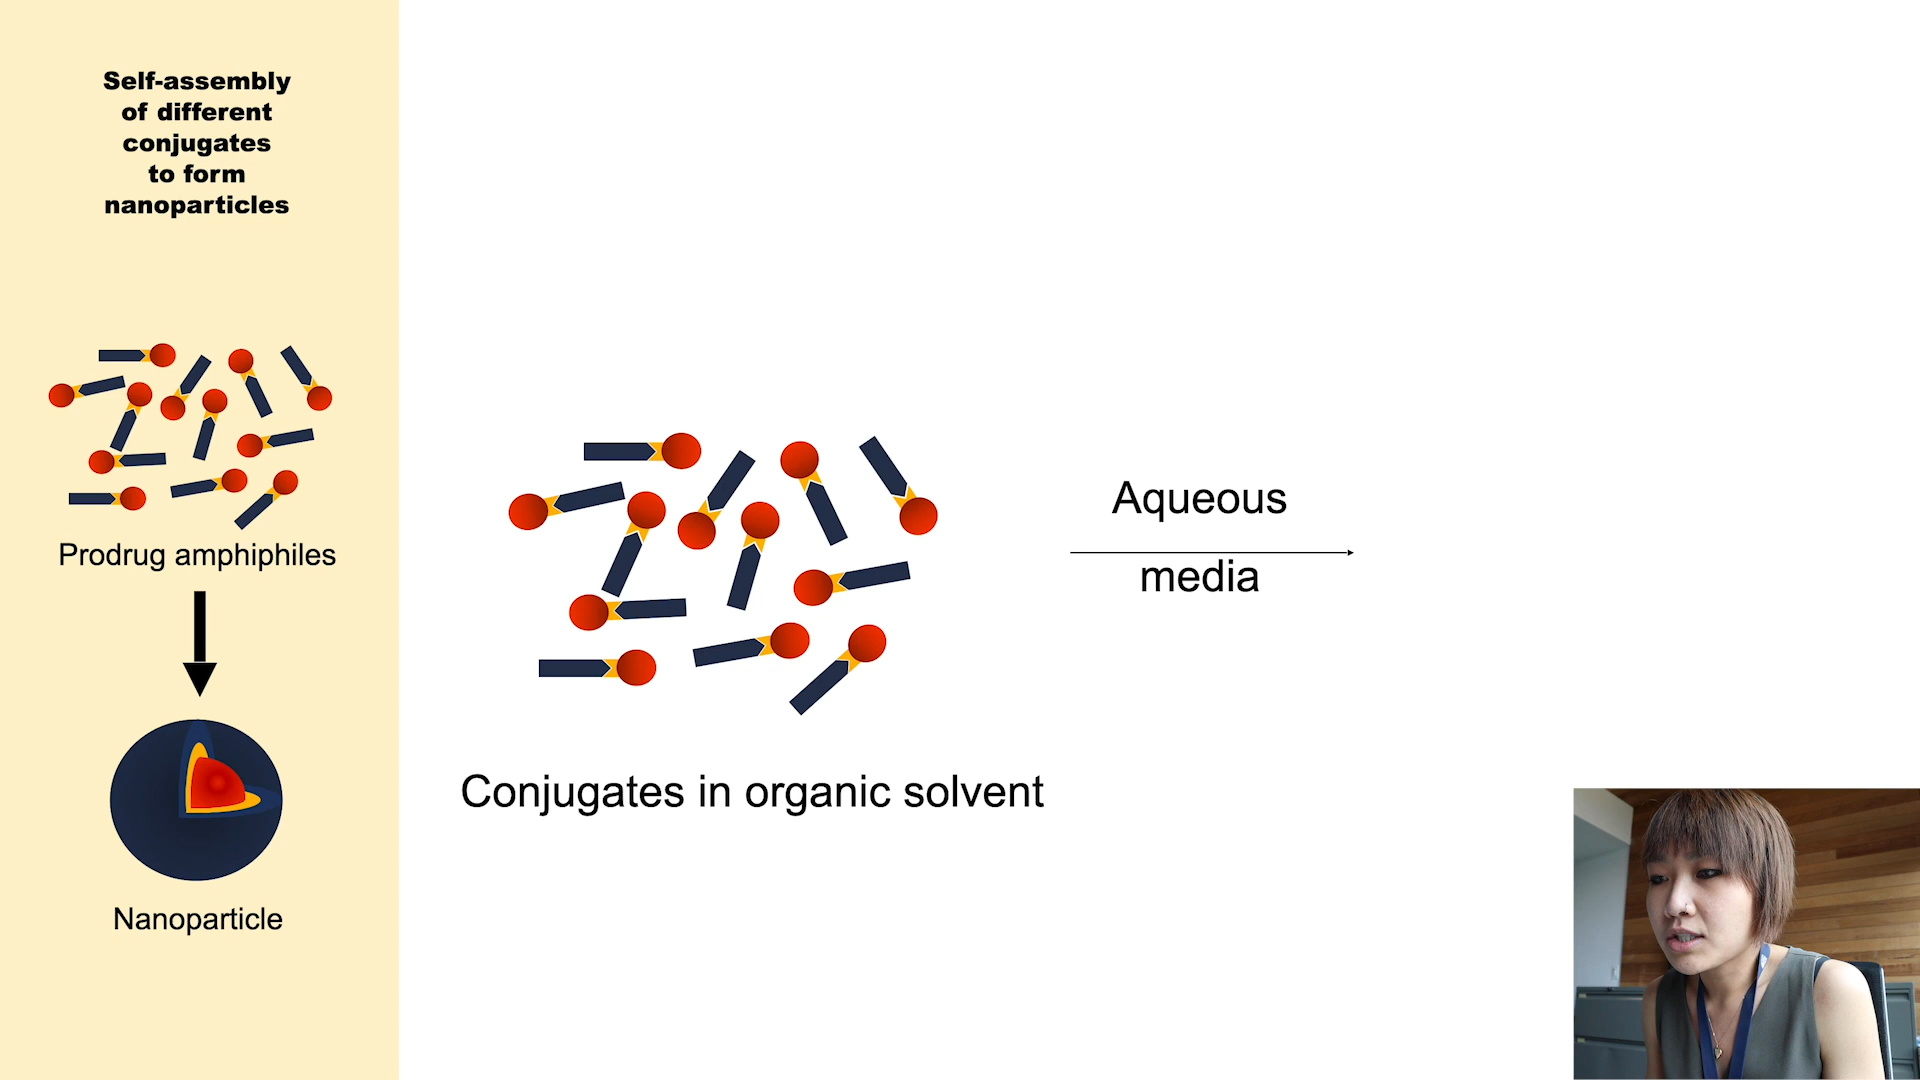 Self-assembly
of different
conjugates
to form
nanoparticles
Prodrug amphiphiles
Nanoparticle
Conjugates in organic solvent
Aqueous
media